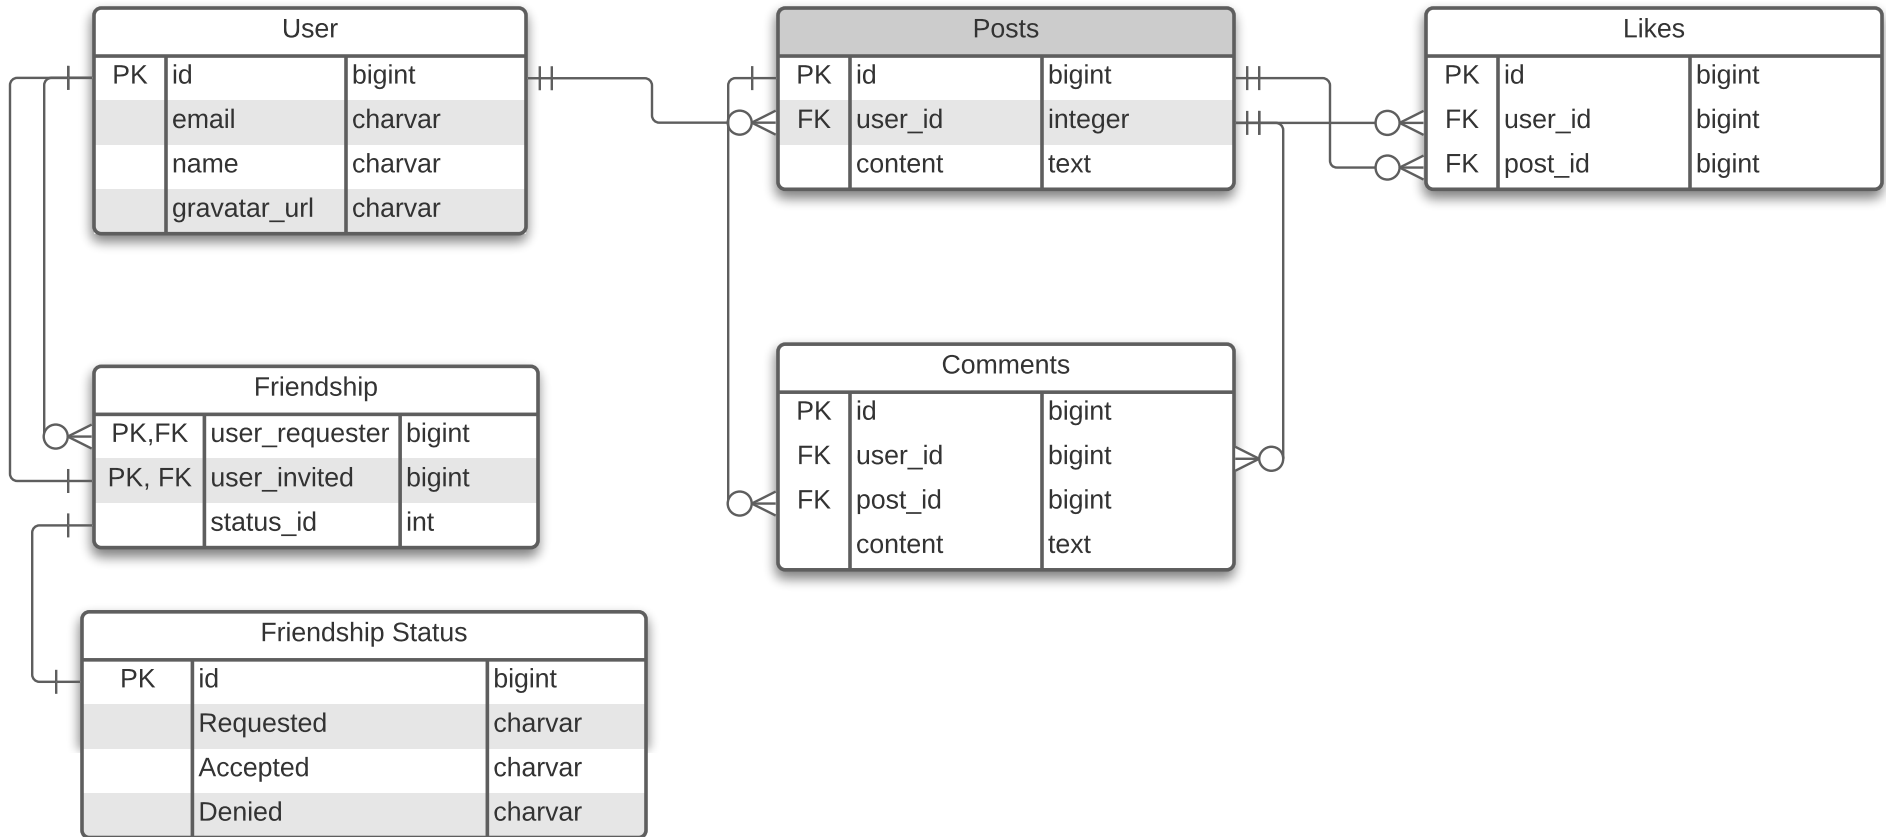 User
PK id bigint
email charvar
name charvar
gravatar_url charvar
Posts
PK id bigint
FK user_id integer
content text
Likes
PK id bigint
FK user_id bigint
FK post_id bigint
Friendship
PK,FK user_requester bigint
PK, FK user_invited bigint
status_id int
Comments
PK id bigint
FK user_id bigint
FK post_id bigint
content text
Friendship Status
PK id bigint
Requested charvar
Accepted charvar
Denied charvar